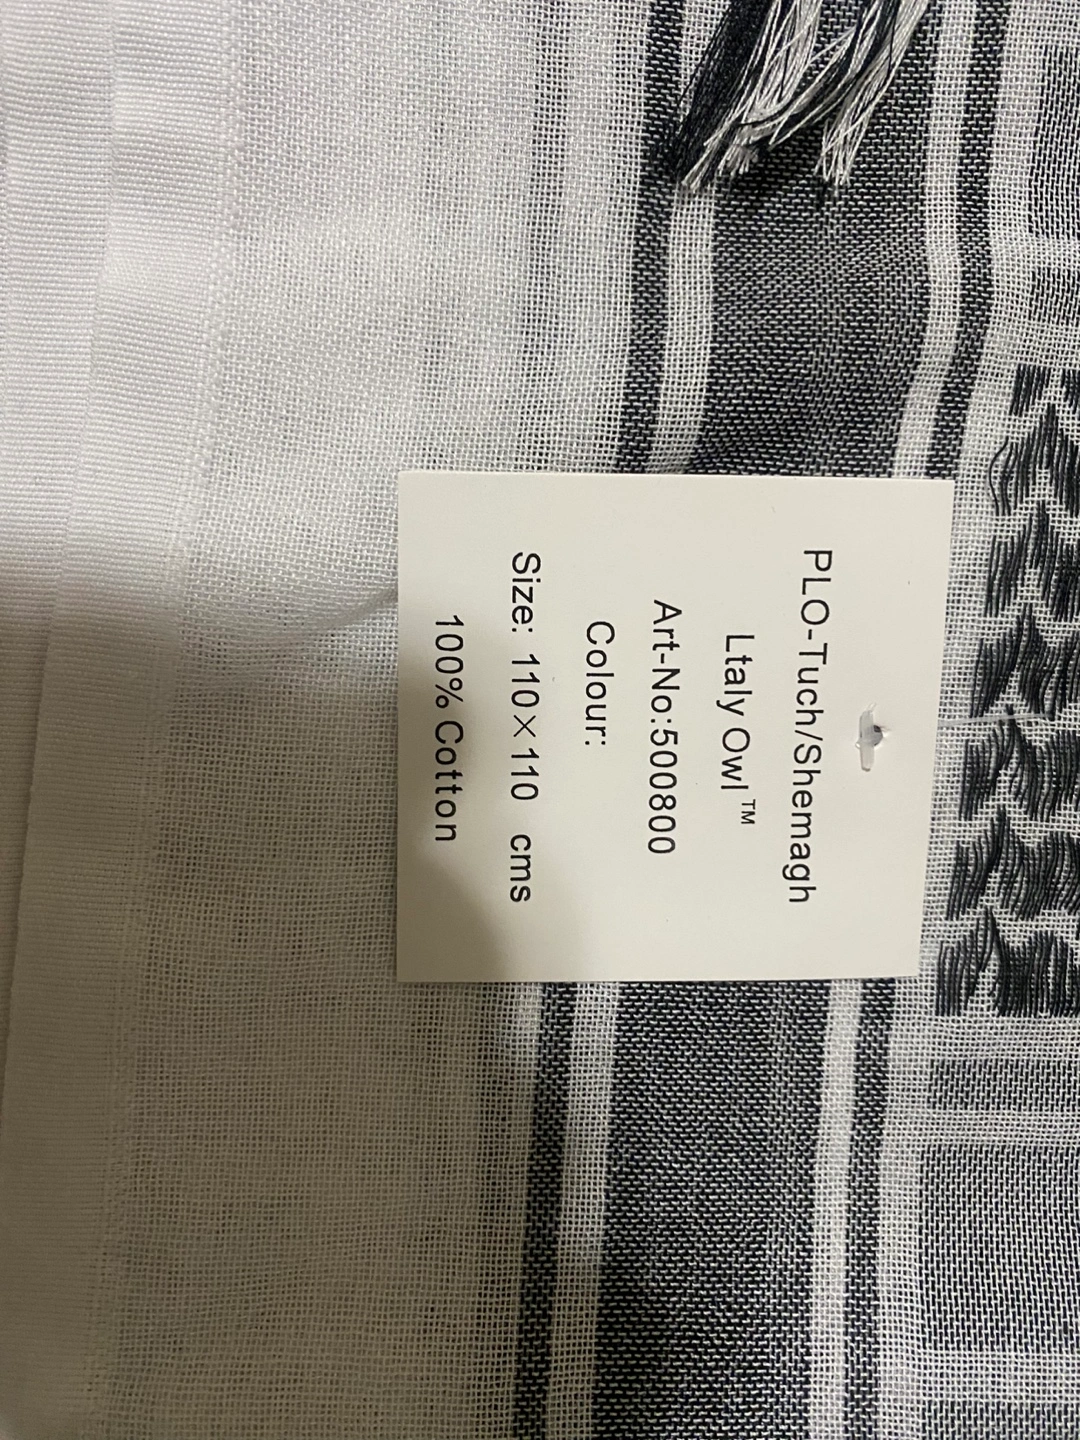 PLO-Tuch/Shemagh
Ltaly Owl™
Art-No:500800
Colour:
Size: 110×110 cms
100% Cotton